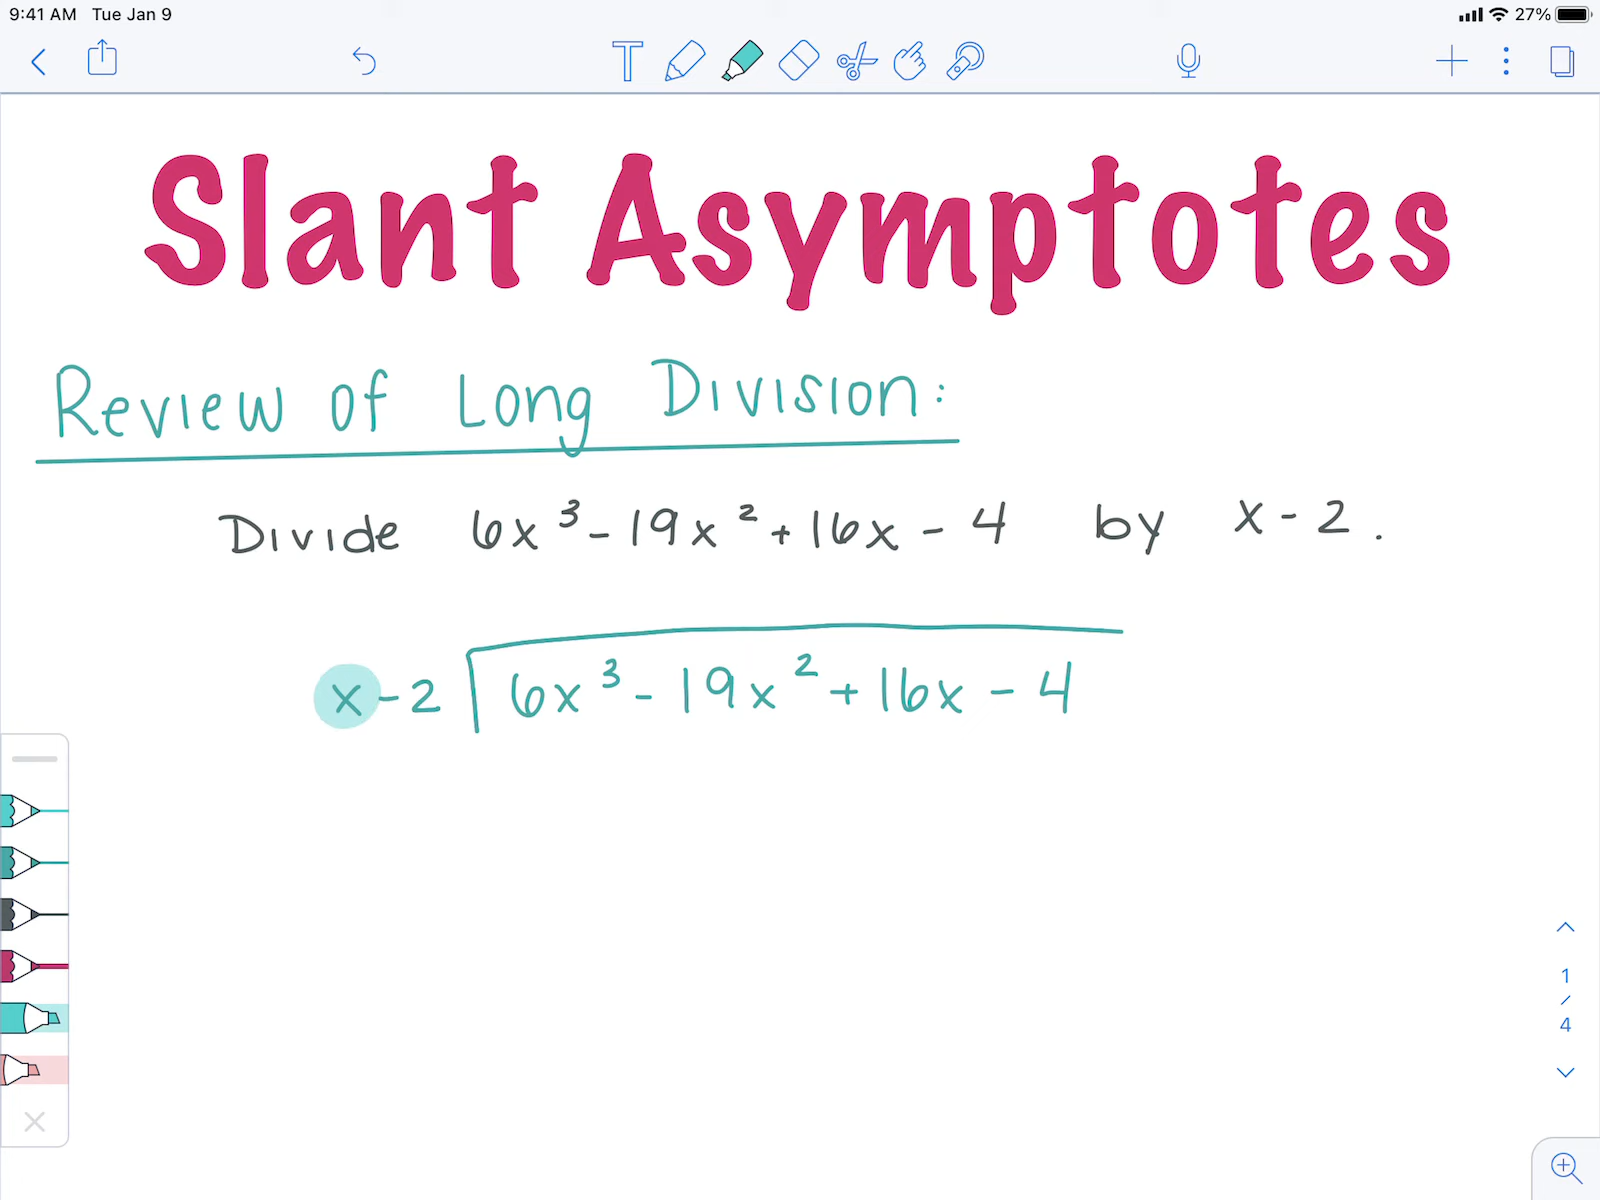 9:41 AM Tue Jan 9 27%
T
Slant Asymptotes
Review of Long Division:
Divide 6x³ - 19x² + 16x - 4 by x - 2.
x - 2 6x³ - 19x² + 16x - 4
1
/
4